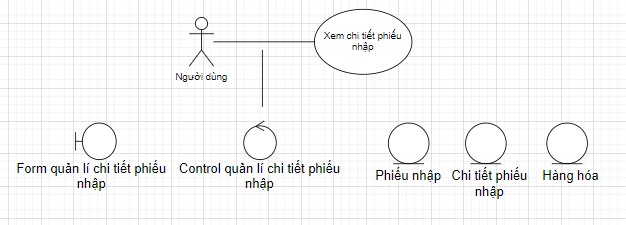 Xem chi tiết phiếu
nhập
Người dùng
Form quản lí chi tiết phiếu
nhập
Control quản lí chi tiết phiếu
nhập
Phiếu nhập
Chi tiết phiếu
nhập
Hàng hóa